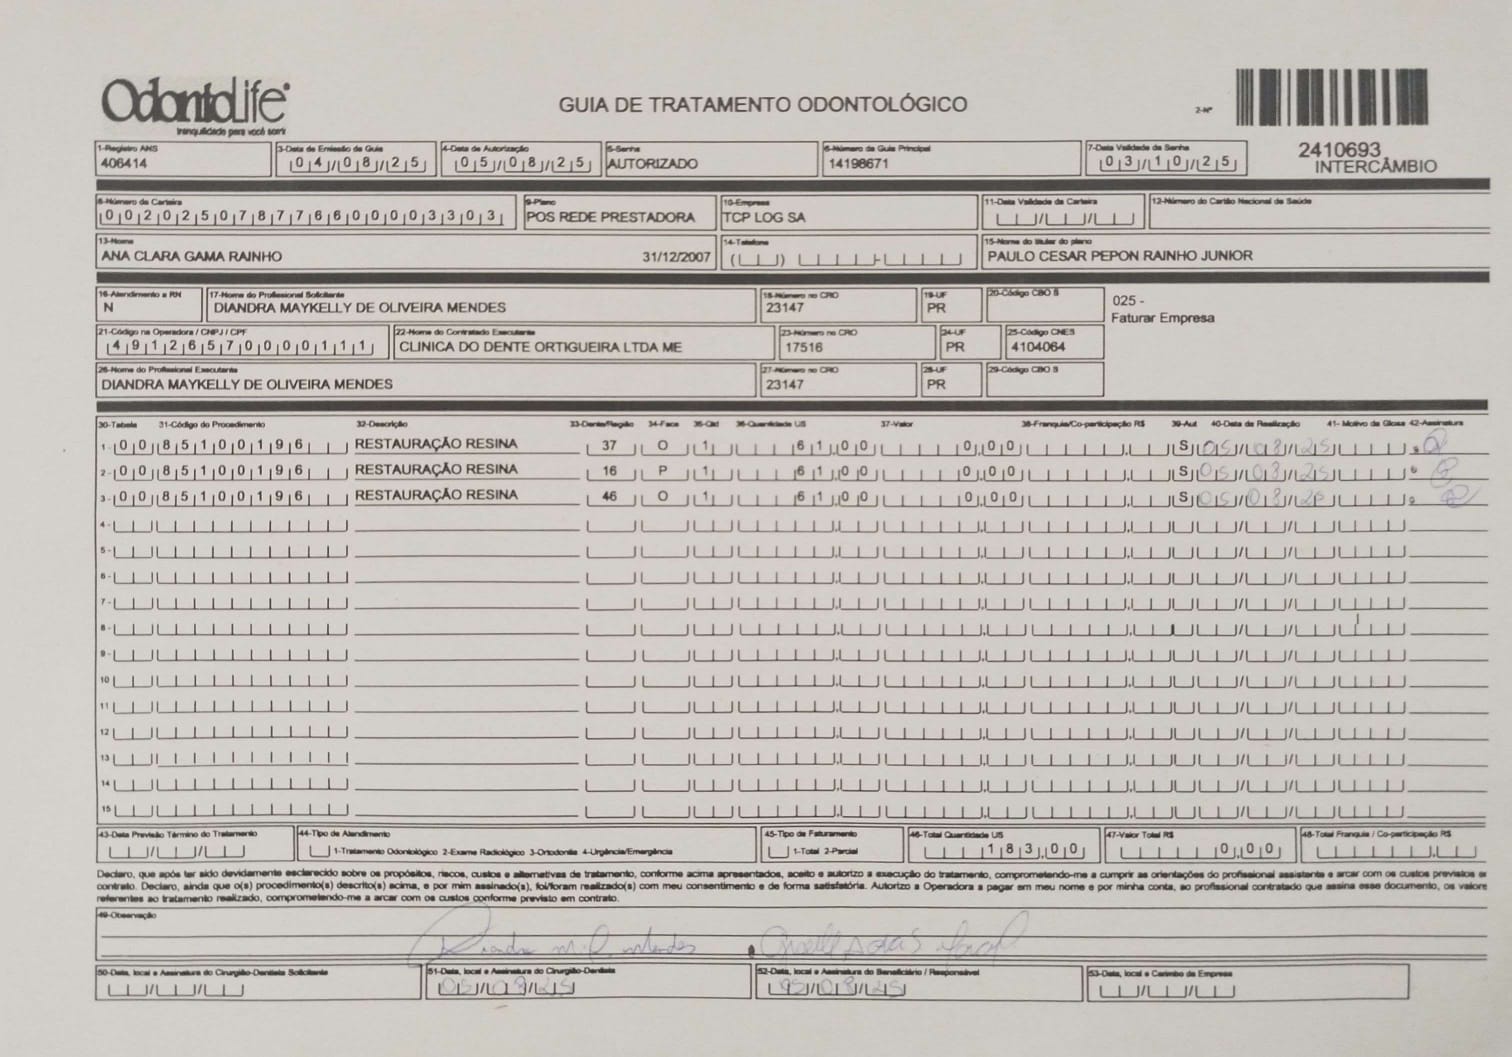 OdontoLife
tranquilidade para você sorrir
GUIA DE TRATAMENTO ODONTOLÓGICO
2-Nº
2410693
INTERCÂMBIO
1-Registro ANS 3-Data de Emissão da Guia 4-Data de Autorização 5-Senha 6-Número da Guia Principal 7-Data Validade da Senha
406414 04/08/25 05/08/25 AUTORIZADO 14198671 03/10/25
8-Número da Carteira 9-Plano 10-Empresa 11-Data Validade da Carteira 12-Número do Cartão Nacional de Saúde
002025078776600003303 POS REDE PRESTADORA TCP LOG SA
13-Nome 14-Telefone 15-Nome do titular do plano
ANA CLARA GAMA RAINHO 31/12/2007 PAULO CESAR PEPON RAINHO JUNIOR
16-Atendimento a RN 17-Nome do Profissional Solicitante 18-Número no CRO 19-UF 20-Código CBO S
N DIANDRA MAYKELLY DE OLIVEIRA MENDES 23147 PR
025 -
Faturar Empresa
21-Código na Operadora / CNPJ / CPF 22-Nome do Contratado Executante 23-Número no CRO 24-UF 25-Código CNES
49126570000111 CLINICA DO DENTE ORTIGUEIRA LTDA ME 17516 PR 4104064
26-Nome do Profissional Executante 27-Número no CRO 28-UF 29-Código CBO S
DIANDRA MAYKELLY DE OLIVEIRA MENDES 23147 PR
30-Tabela 31-Código do Procedimento 32-Descrição 33-Dente/Região 34-Face 35-Qtd 36-Quantidade US 37-Valor 38-Franquia/Co-participação R$ 39-Aut 40-Data da Realização 41- Motivo da Glosa 42-Assinatura
1- 00 85100196 RESTAURAÇÃO RESINA 37 O 1 61,00 0,00 S 05/08/25
2- 00 85100196 RESTAURAÇÃO RESINA 16 P 1 61,00 0,00 S 05/08/25
3- 00 85100196 RESTAURAÇÃO RESINA 46 O 1 61,00 0,00 S 05/08/25
4-
5-
6-
7-
8-
9-
10
11
12
13
14
15
43-Data Previsão Término do Tratamento 44-Tipo de Atendimento 45-Tipo de Faturamento 46-Total Quantidade US 47-Valor Total R$ 48-Total Franquia / Co-participação R$
1-Tratamento Odontológico 2-Exame Radiológico 3-Ortodontia 4-Urgência/Emergência 1-Total 2-Parcial 183,00 0,00
Declaro, que após ter sido devidamente esclarecido sobre os propósitos, riscos, custos e alternativas de tratamento, conforme acima apresentados, aceito e autorizo a execução do tratamento, comprometendo-me a cumprir as orientações do profissional assistente e arcar com os custos previstos em
contrato. Declaro, ainda que o(s) procedimento(s) descrito(s) acima, e por mim assinado(s), foi/foram realizado(s) com meu consentimento e de forma satisfatória. Autorizo a Operadora a pagar em meu nome e por minha conta, ao profissional contratado que assina esse documento, os valores
referentes ao tratamento realizado, comprometendo-me a arcar com os custos conforme previsto em contrato.
49-Observação
50-Data, local e Assinatura do Cirurgião-Dentista Solicitante 51-Data, local e Assinatura do Cirurgião-Dentista 52-Data, local e Assinatura do Beneficiário / Responsável 53-Data, local e Carimbo da Empresa
05/08/25